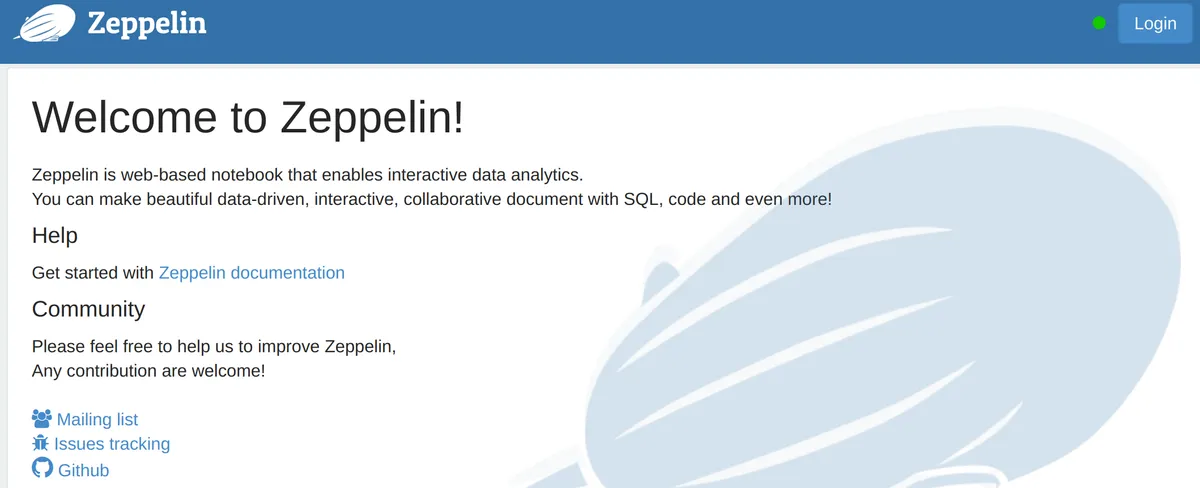 Zeppelin
Login
Welcome to Zeppelin!
Zeppelin is web-based notebook that enables interactive data analytics.
You can make beautiful data-driven, interactive, collaborative document with SQL, code and even more!
Help
Get started with Zeppelin documentation
Community
Please feel free to help us to improve Zeppelin,
Any contribution are welcome!
Mailing list
Issues tracking
Github